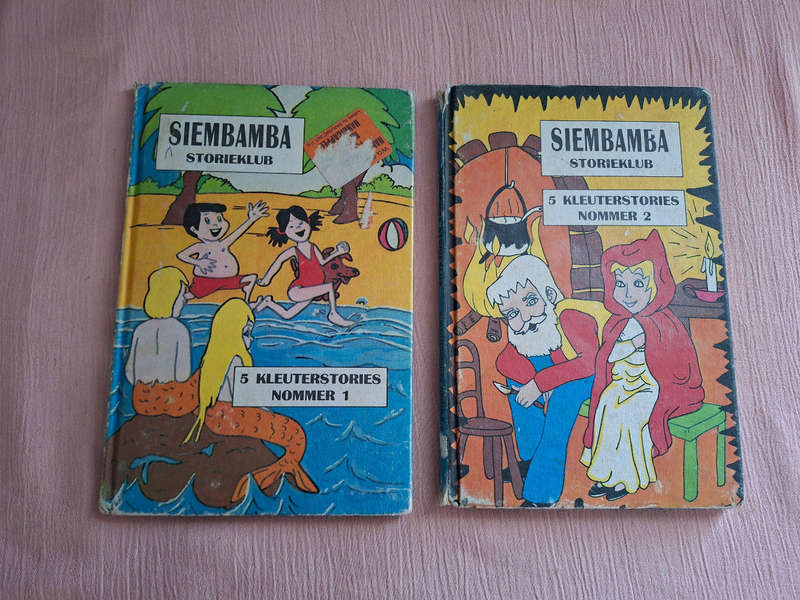 SIEMBAMBA
STORIEKLUB
5 KLEUTERSTORIES
NOMMER 1
SIEMBAMBA
STORIEKLUB
5 KLEUTERSTORIES
NOMMER 2